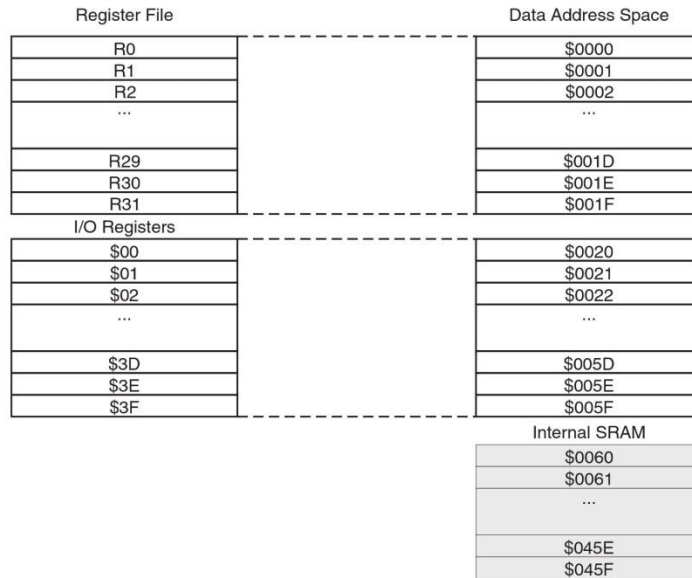 Register File Data Address Space
R0 $0000
R1 $0001
R2 $0002
... ...
R29 $001D
R30 $001E
R31 $001F
I/O Registers
$00 $0020
$01 $0021
$02 $0022
... ...
$3D $005D
$3E $005E
$3F $005F
Internal SRAM
$0060
$0061
...
$045E
$045F